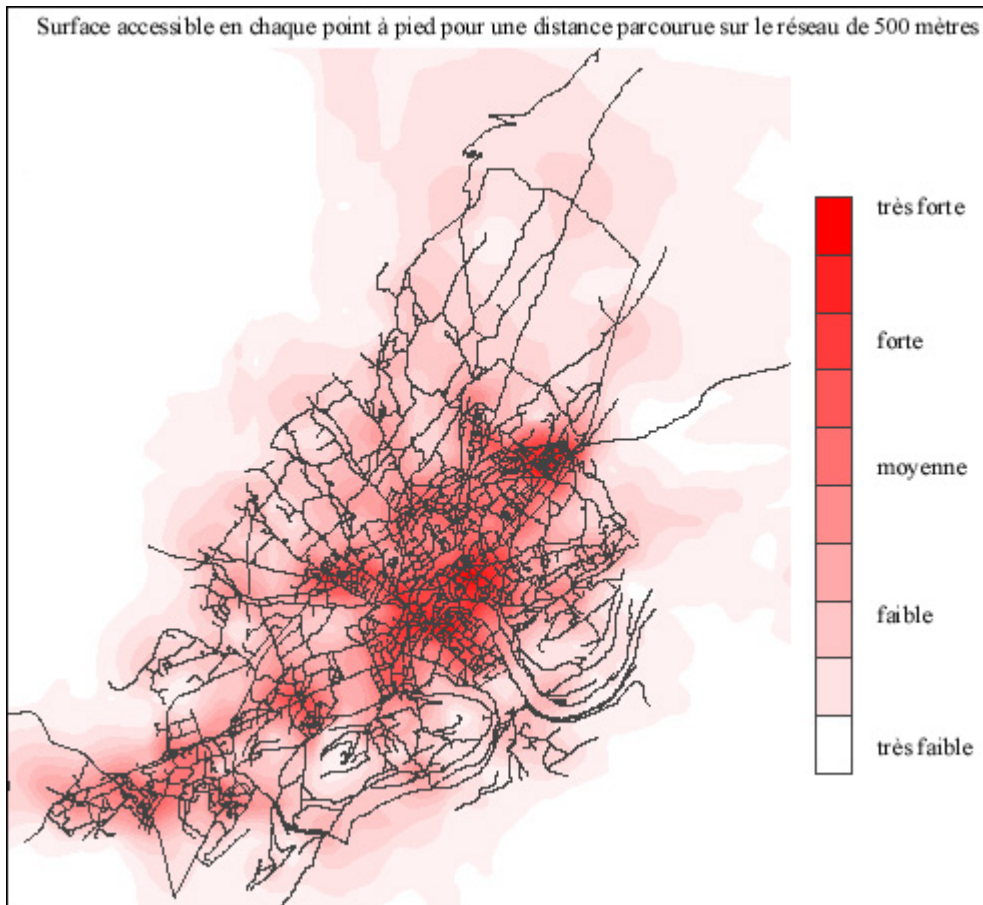 Surface accessible en chaque point à pied pour une distance parcourue sur le réseau de 500 mètres
très forte
forte
moyenne
faible
très faible